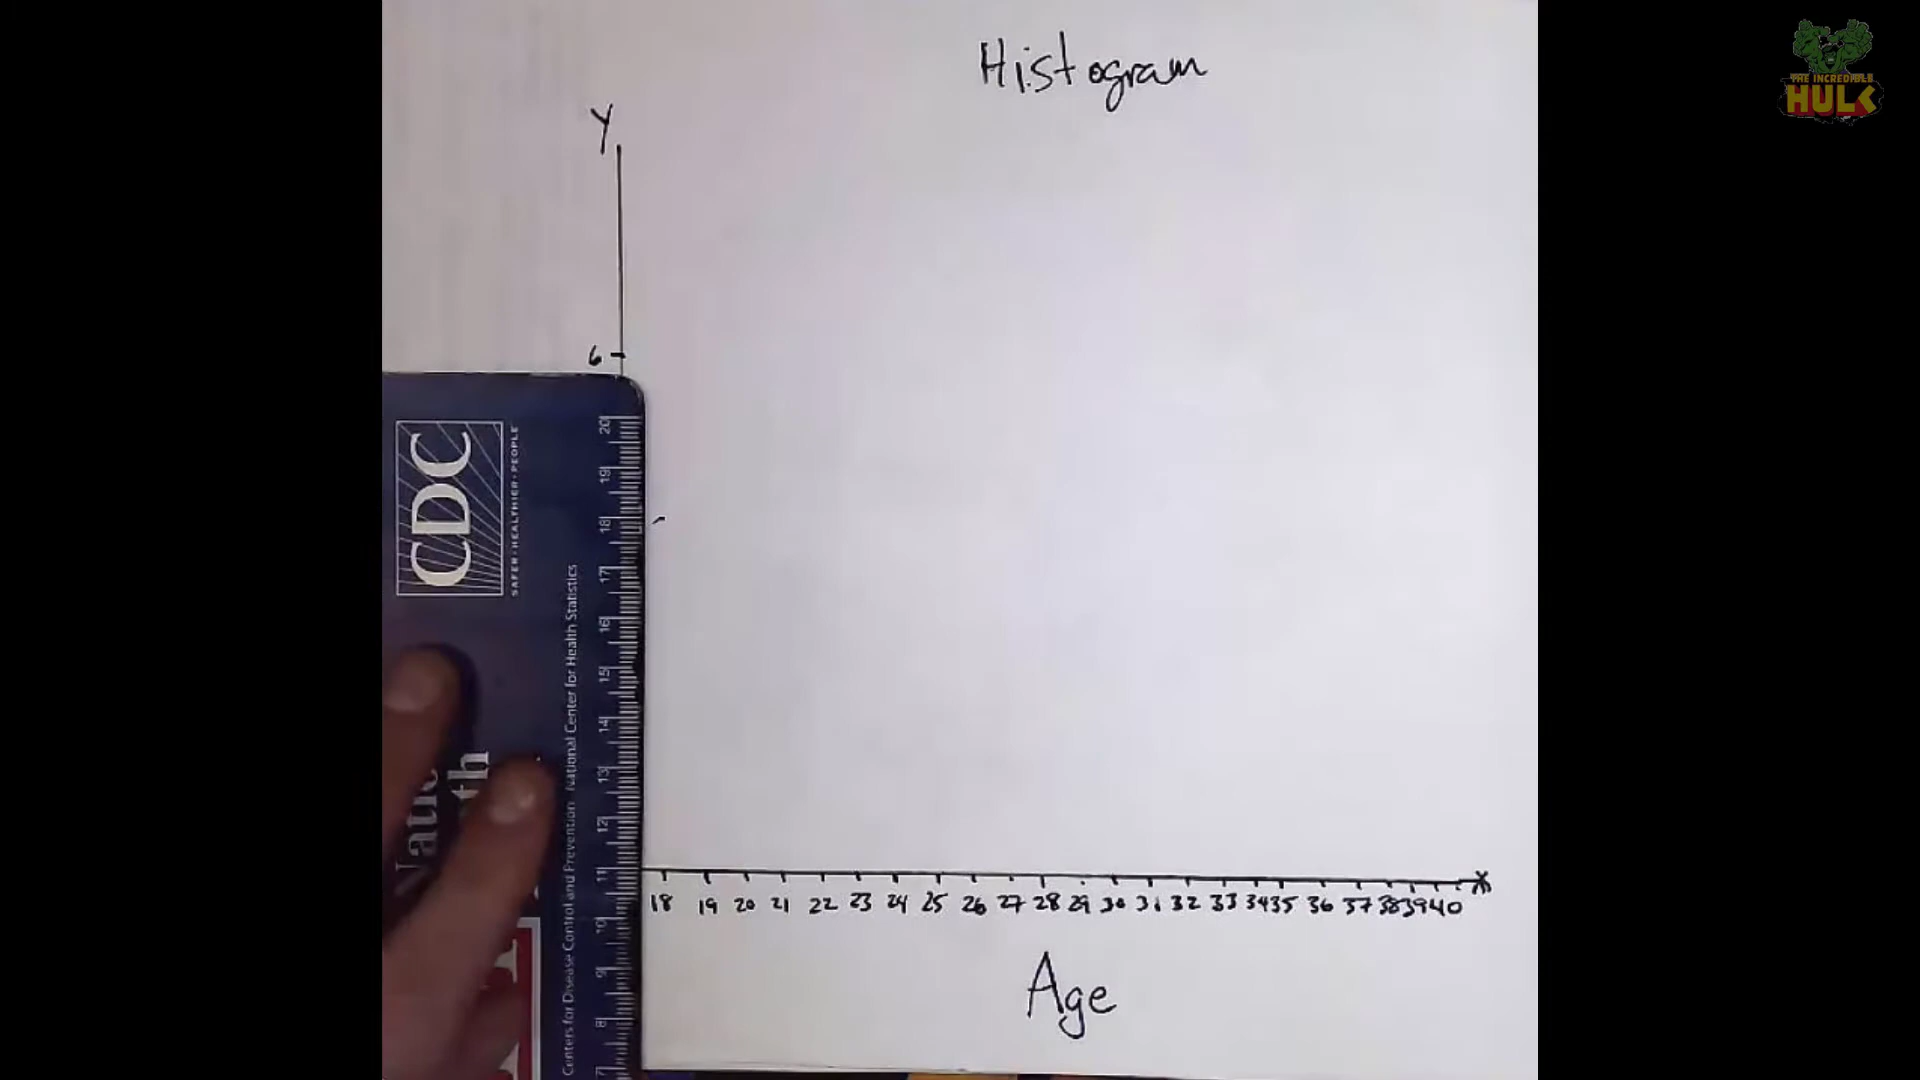 Histogram
THE INCREDIBLE
HULK
Y
6
CDC
SAFER • HEALTHIER • PEOPLE
Centers for Disease Control and Prevention National Center for Health Statistics
20
19
18
17
16
15
14
13
12
11
10
9
8
7
18 19 20 21 22 23 24 25 26 27 28 29 30 31 32 33 34 35 36 37 38 39 40
X
Age